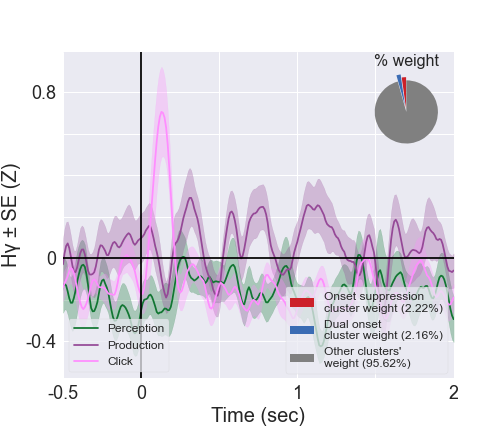 % weight
0.8
0
-0.4
Hγ ± SE (Z)
Perception
Production
Click
Onset suppression
cluster weight (2.22%)
Dual onset
cluster weight (2.16%)
Other clusters'
weight (95.62%)
-0.5
0
1
2
Time (sec)